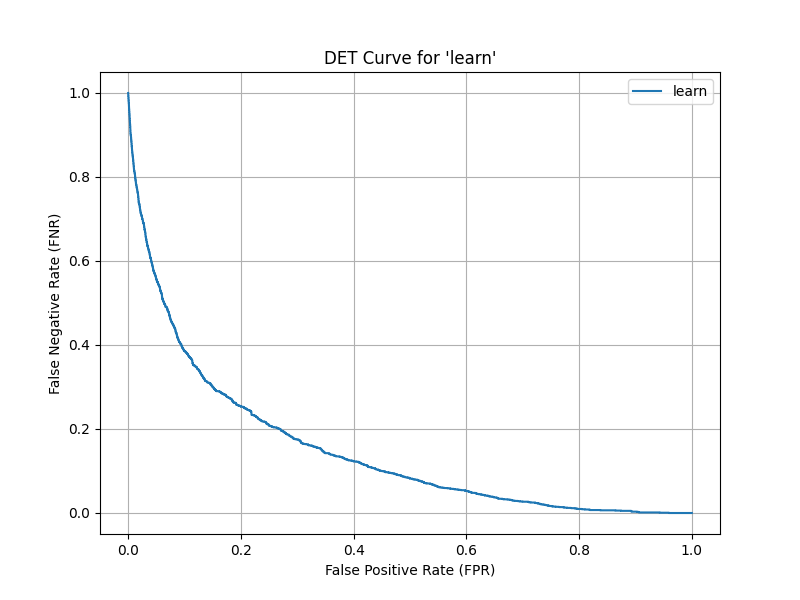 DET Curve for 'learn'
learn
1.0
0.8
0.6
0.4
0.2
0.0
False Negative Rate (FNR)
0.0 0.2 0.4 0.6 0.8 1.0
False Positive Rate (FPR)